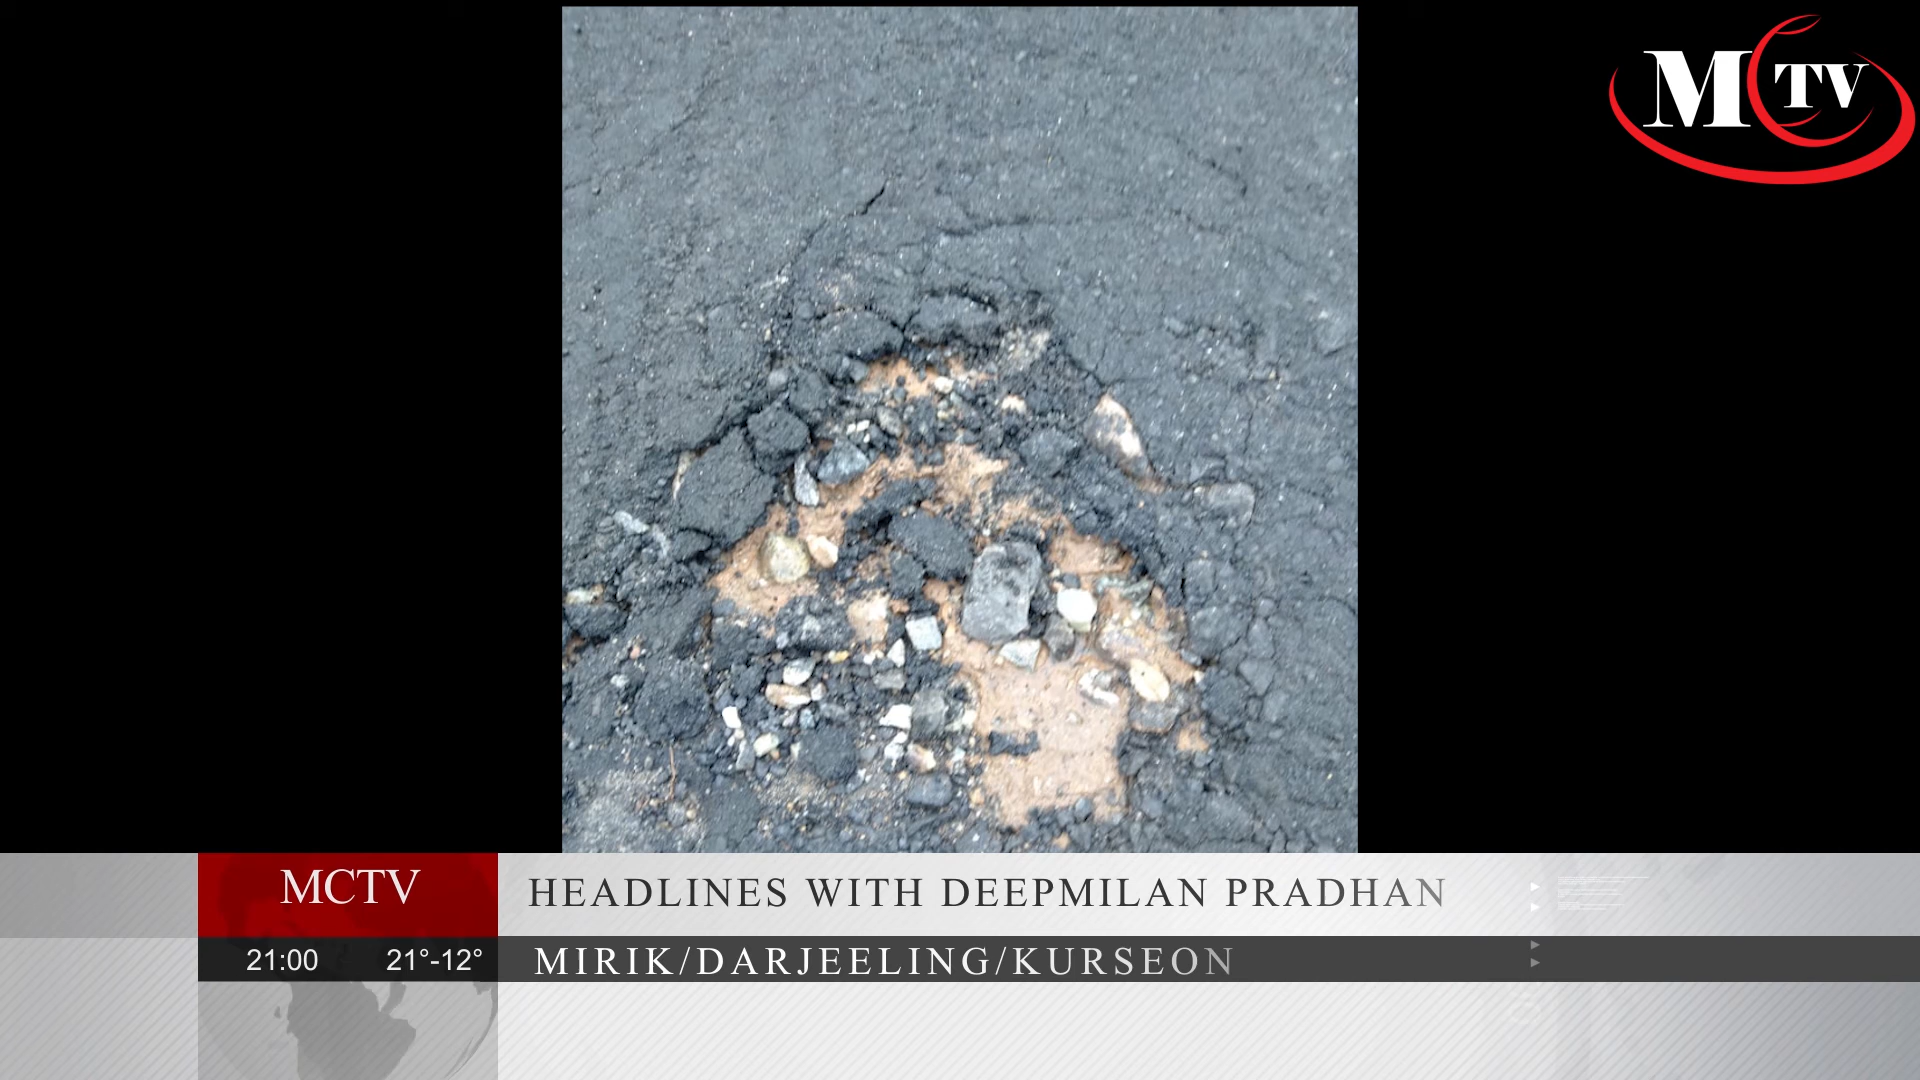 MCTV
MCTV
HEADLINES WITH DEEPMILAN PRADHAN
21:00 21°-12°
MIRIK/DARJEELING/KURSEON